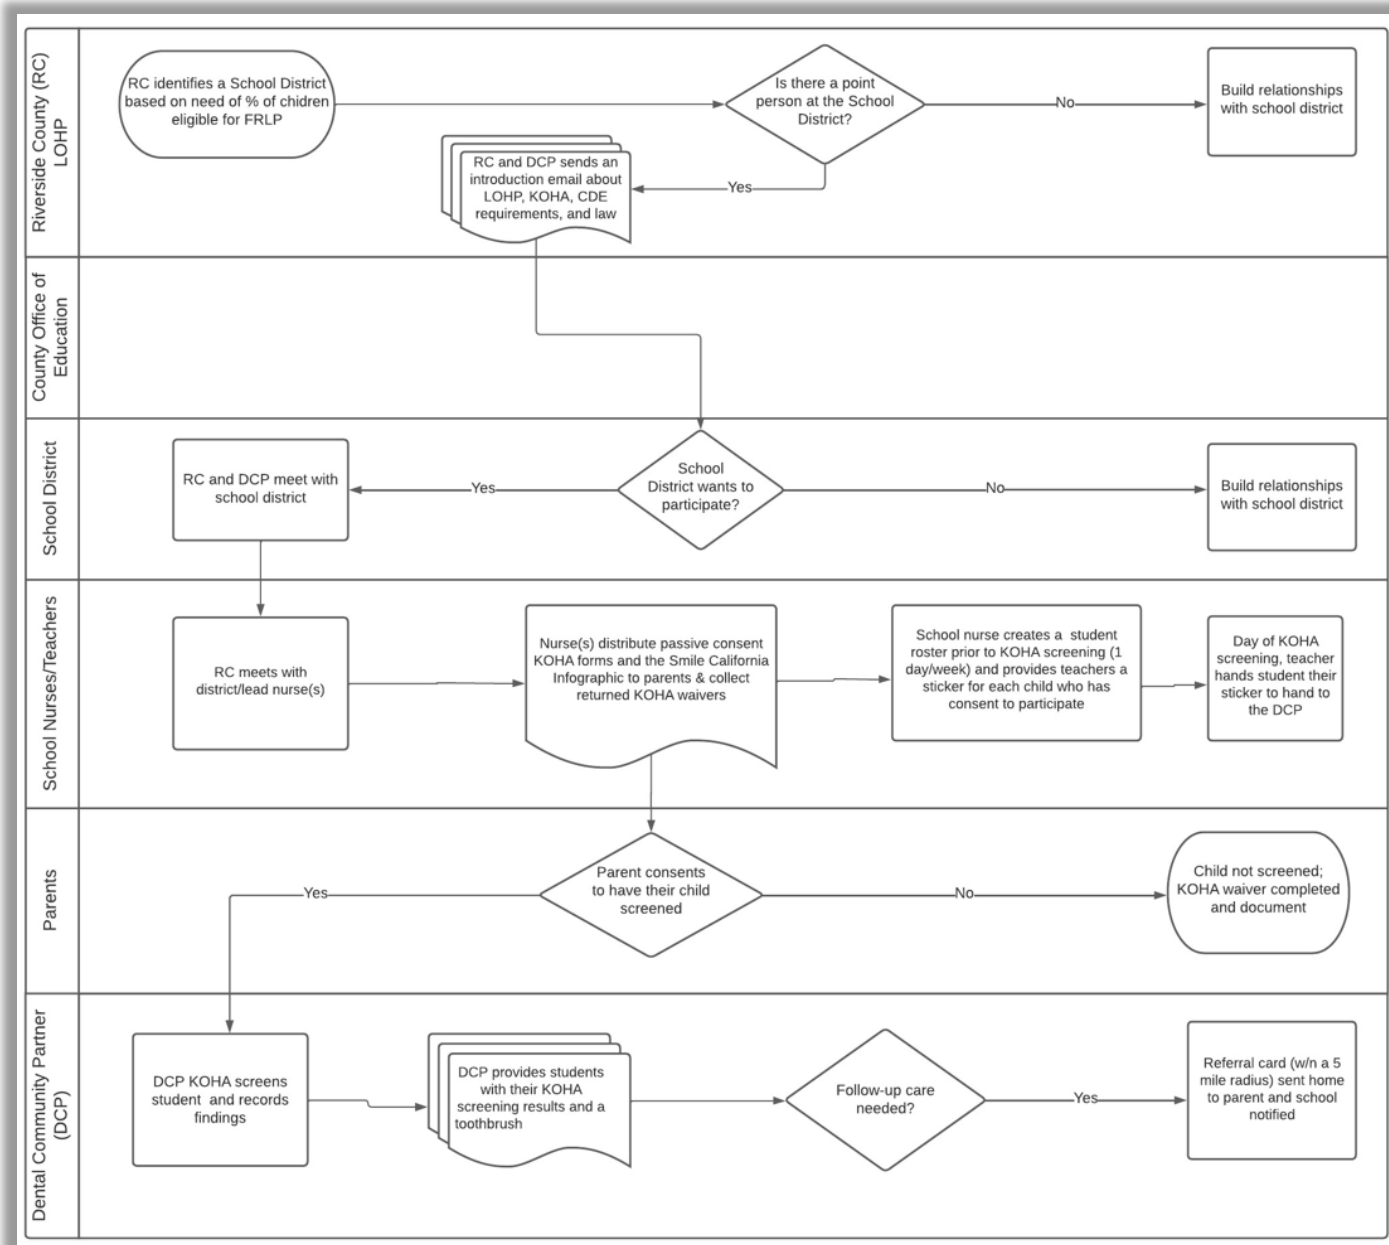 Riverside County (RC)
LOHP
RC identifies a School District
based on need of % of chidren
eligible for FRLP
Is there a point
person at the School
District?
No
Build relationships
with school district
Yes
RC and DCP sends an
introduction email about
LOHP, KOHA, CDE
requirements, and law
County Office of
Education
School District
RC and DCP meet with
school district
Yes
School
District wants to
participate?
No
Build relationships
with school district
School Nurses/Teachers
RC meets with
district/lead nurse(s)
Nurse(s) distribute passive consent
KOHA forms and the Smile California
Infographic to parents & collect
returned KOHA waivers
School nurse creates a student
roster prior to KOHA screening (1
day/week) and provides teachers a
sticker for each child who has
consent to participate
Day of KOHA
screening, teacher
hands student their
sticker to hand to
the DCP
Parents
Yes
Parent consents
to have their child
screened
No
Child not screened;
KOHA waiver completed
and document
Dental Community Partner
(DCP)
DCP KOHA screens
student and records
findings
DCP provides students
with their KOHA
screening results and a
toothbrush
Follow-up care
needed?
Yes
Referral card (w/n a 5
mile radius) sent home
to parent and school
notified